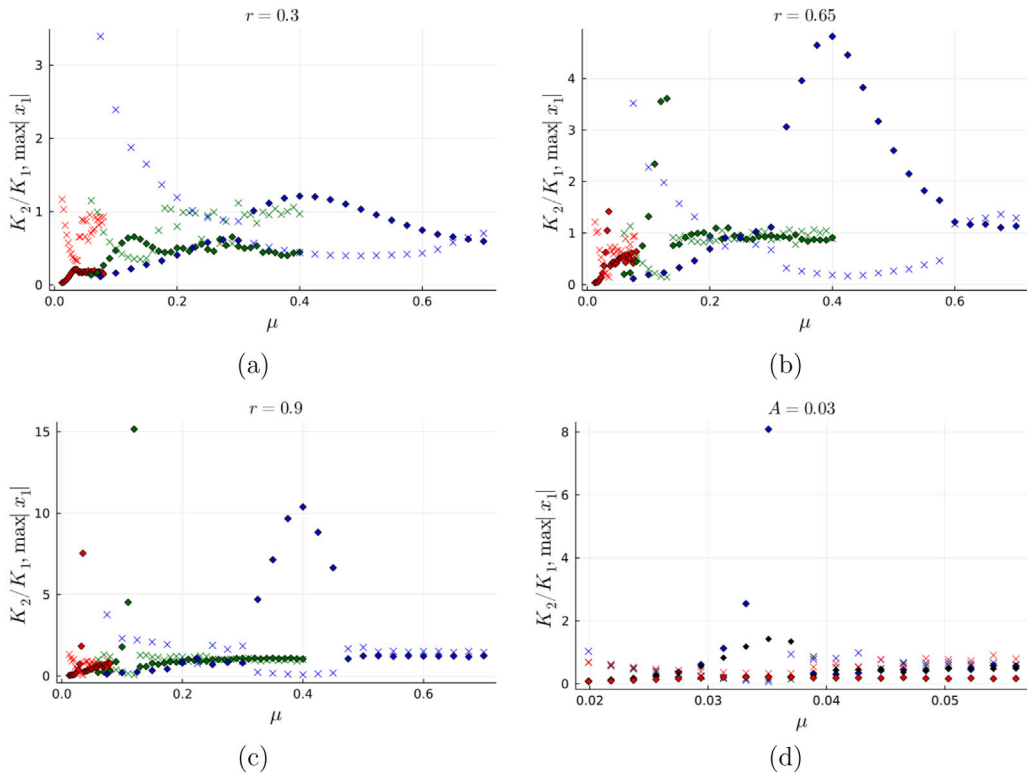 r = 0.3
K₂/K₁, max|x₁|
3
2
1
0
0.0 0.2 0.4 0.6
μ
(a)
r = 0.65
K₂/K₁, max|x₁|
4
3
2
1
0
0.0 0.2 0.4 0.6
μ
(b)
r = 0.9
K₂/K₁, max|x₁|
15
10
5
0
0.0 0.2 0.4 0.6
μ
(c)
A = 0.03
K₂/K₁, max|x₁|
8
6
4
2
0
0.02 0.03 0.04 0.05
μ
(d)